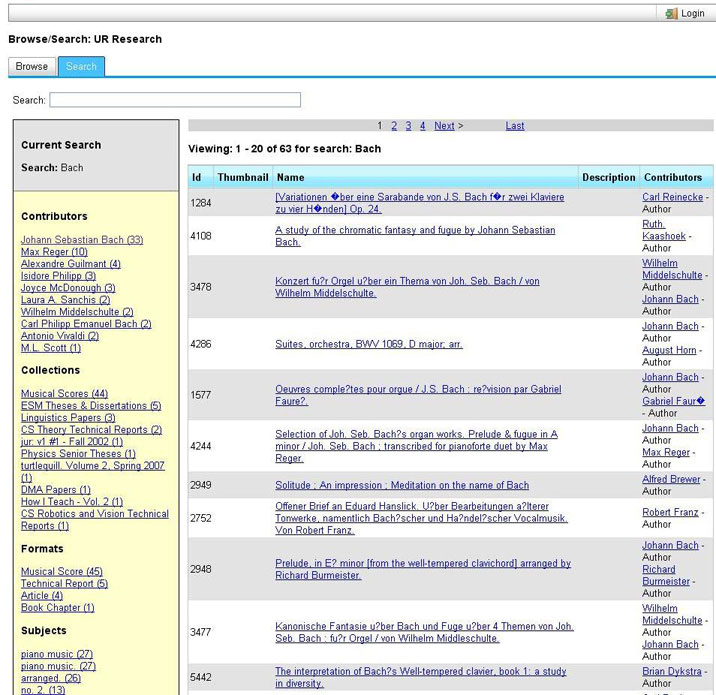 Login
Browse/Search: UR Research
Browse
Search
Search:
Current Search
Search: Bach
Contributors
Johann Sebastian Bach (33)
Max Reger (10)
Alexandre Guilmant (4)
Isidore Philipp (3)
Joyce McDonough (3)
Laura A. Sanchis (2)
Wilhelm Middelschulte (2)
Carl Philipp Emanuel Bach (2)
Antonio Vivaldi (2)
M.L. Scott (1)
Collections
Musical Scores (44)
ESM Theses & Dissertations (5)
Linguistics Papers (3)
CS Theory Technical Reports (2)
jur: v1 #1 - Fall 2002 (1)
Physics Senior Theses (1)
turtlequill. Volume 2, Spring 2007
(1)
DMA Papers (1)
How I Teach - Vol. 2 (1)
CS Robotics and Vision Technical
Reports (1)
Formats
Musical Score (45)
Technical Report (5)
Article (4)
Book Chapter (1)
Subjects
piano music (27)
piano music. (27)
arranged. (26)
no. 2. (13)
1 2 3 4 Next > Last
Viewing: 1 - 20 of 63 for search: Bach
Id Thumbnail Name Description Contributors
1284
[Variationen �ber eine Sarabande von J.S. Bach f�r zwei Klaviere
zu vier H�nden] Op. 24.
Carl Reinecke -
Author
4108
A study of the chromatic fantasy and fugue by Johann Sebastian
Bach.
Ruth.
Kaashoek -
Author
3478
Konzert fu?r Orgel u?ber ein Thema von Joh. Seb. Bach / von
Wilhelm Middelschulte.
Wilhelm
Middelschulte -
Author
Johann Bach -
Author
4286
Suites, orchestra, BWV 1069, D major; arr.
Johann Bach -
Author
August Horn -
Author
1577
Oeuvres comple?tes pour orgue / J.S. Bach ; re?vision par Gabriel
Faure?.
Johann Bach -
Author
Gabriel Faur�
- Author
4244
Selection of Joh. Seb. Bach?s organ works. Prelude & fugue in A
minor / Joh. Seb. Bach ; transcribed for pianoforte duet by Max
Reger.
Johann Bach -
Author
Max Reger -
Author
2949
Solitude ; An impression ; Meditation on the name of Bach
Alfred Brewer -
Author
2752
Offener Brief an Eduard Hanslick. U?ber Bearbeitungen a?lterer
Tonwerke, namentlich Bach?scher und Ha?ndel?scher Vocalmusik.
Von Robert Franz.
Robert Franz -
Author
2948
Prelude, in E? minor [from the well-tempered clavichord] arranged by
Richard Burmeister.
Johann Bach -
Author
Richard
Burmeister -
Author
3477
Kanonische Fantasie u?ber Bach und Fuge u?ber 4 Themen von Joh.
Seb. Bach : fu?r Orgel / von Wilhelm Middleschulte.
Wilhelm
Middelschulte -
Author
Johann Bach -
Author
5442
The interpretation of Bach?s Well-tempered clavier, book 1: a study
in diversity.
Brian Dykstra -
Author